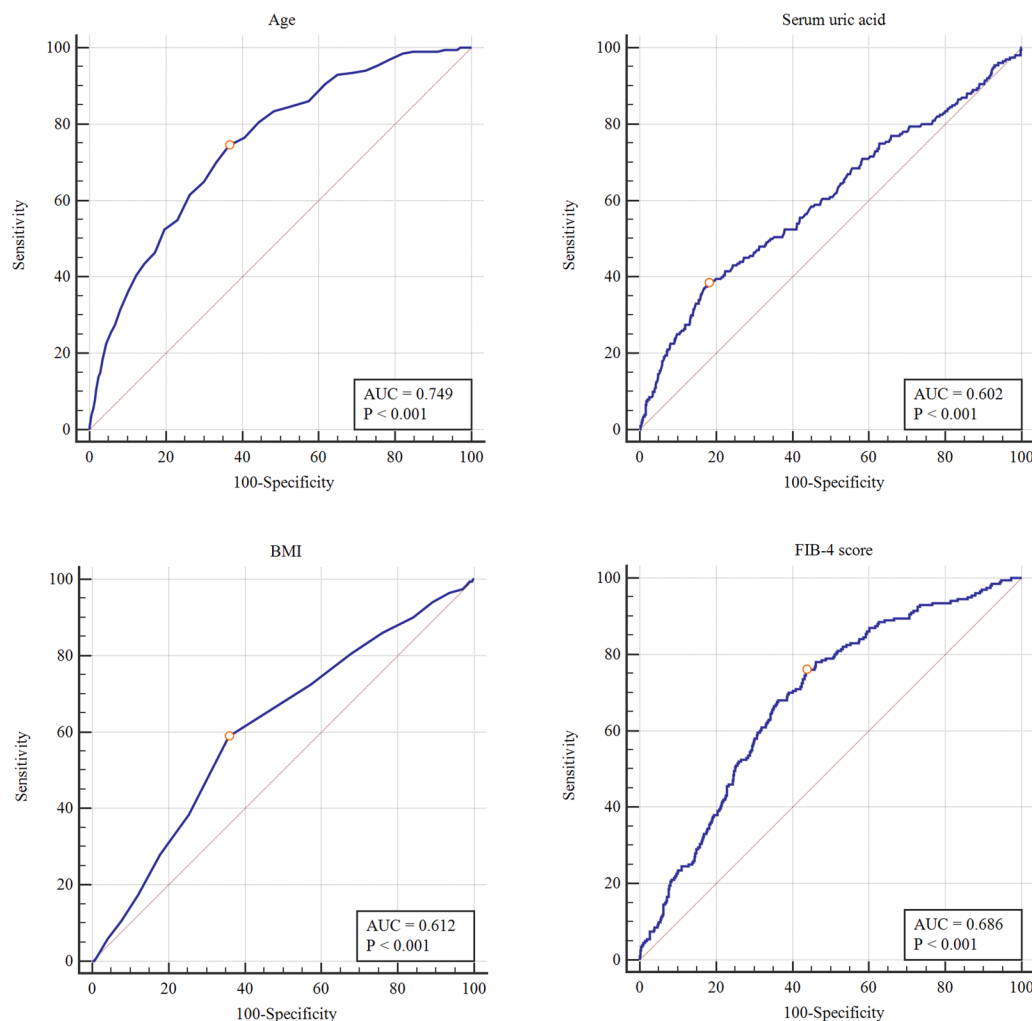 Age
100
80
60
40
20
0
Sensitivity
AUC = 0.749
P < 0.001
0 20 40 60 80 100
100-Specificity
Serum uric acid
100
80
60
40
20
0
Sensitivity
AUC = 0.602
P < 0.001
0 20 40 60 80 100
100-Specificity
BMI
100
80
60
40
20
0
Sensitivity
AUC = 0.612
P < 0.001
0 20 40 60 80 100
100-Specificity
FIB-4 score
100
80
60
40
20
0
Sensitivity
AUC = 0.686
P < 0.001
0 20 40 60 80 100
100-Specificity